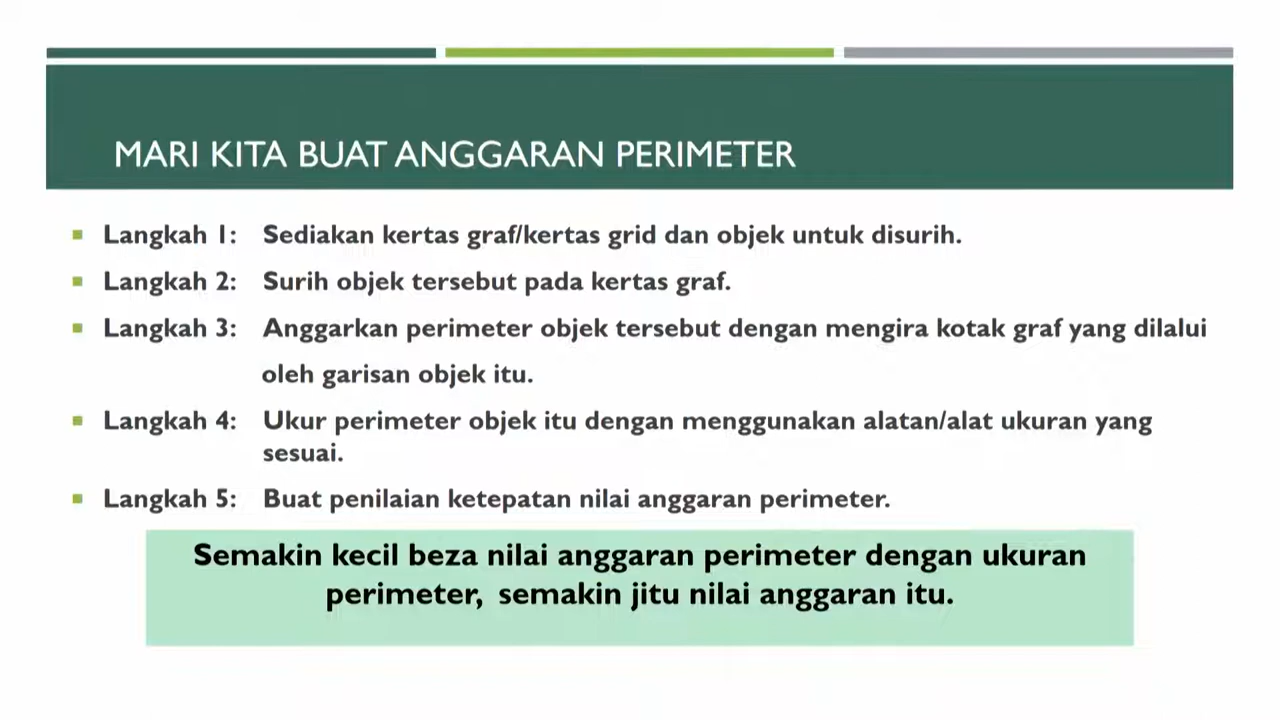 MARI KITA BUAT ANGGARAN PERIMETER
Langkah 1: Sediakan kertas graf/kertas grid dan objek untuk disurih.
Langkah 2: Surih objek tersebut pada kertas graf.
Langkah 3: Anggarkan perimeter objek tersebut dengan mengira kotak graf yang dilalui
oleh garisan objek itu.
Langkah 4: Ukur perimeter objek itu dengan menggunakan alatan/alat ukuran yang
sesuai.
Langkah 5: Buat penilaian ketepatan nilai anggaran perimeter.
Semakin kecil beza nilai anggaran perimeter dengan ukuran
perimeter, semakin jitu nilai anggaran itu.